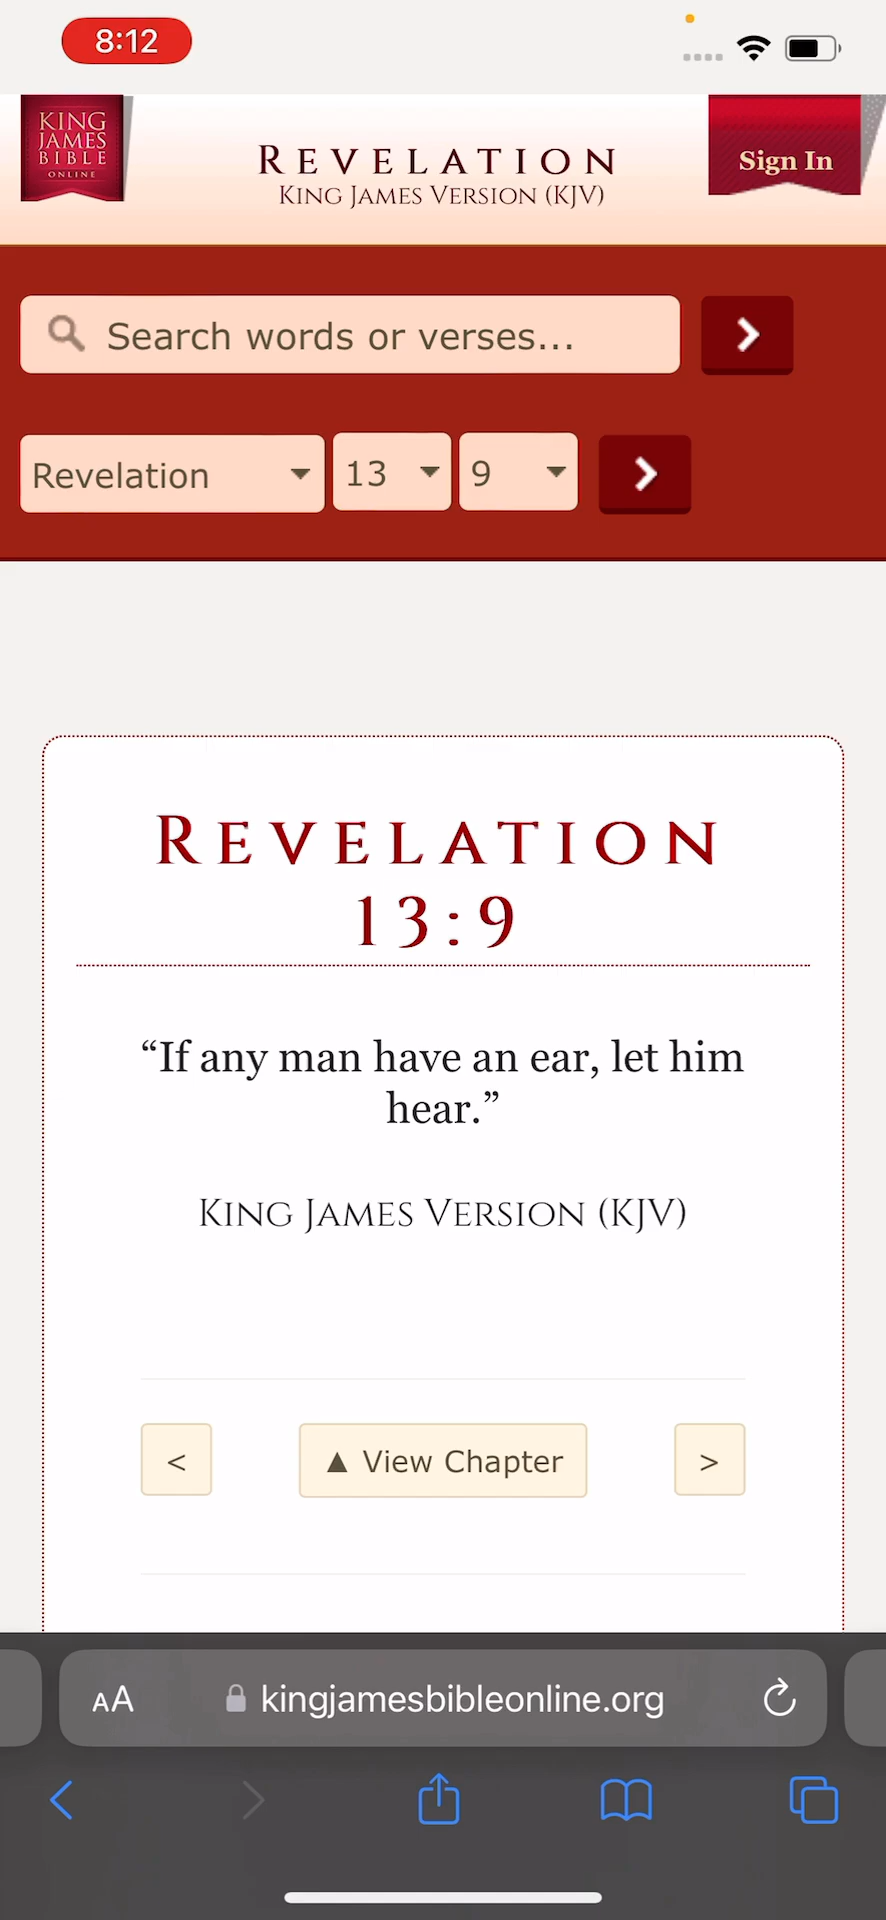 8:12
KING
JAMES
BIBLE
ONLINE
REVELATION
KING JAMES VERSION (KJV)
Sign In
Search words or verses...
Revelation
13
9
REVELATION
13:9
“If any man have an ear, let him
hear.”
KING JAMES VERSION (KJV)
<
▲ View Chapter
>
AA
kingjamesbibleonline.org